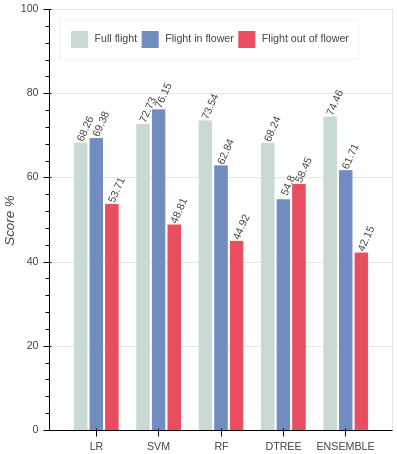 100
80
60
40
20
0
Score %
Full flight Flight in flower Flight out of flower
68.26 69.38 53.71
72.73 76.15 48.81
73.54 62.84 44.92
68.24 54.8 58.45
74.46 61.71 42.15
LR SVM RF DTREE ENSEMBLE